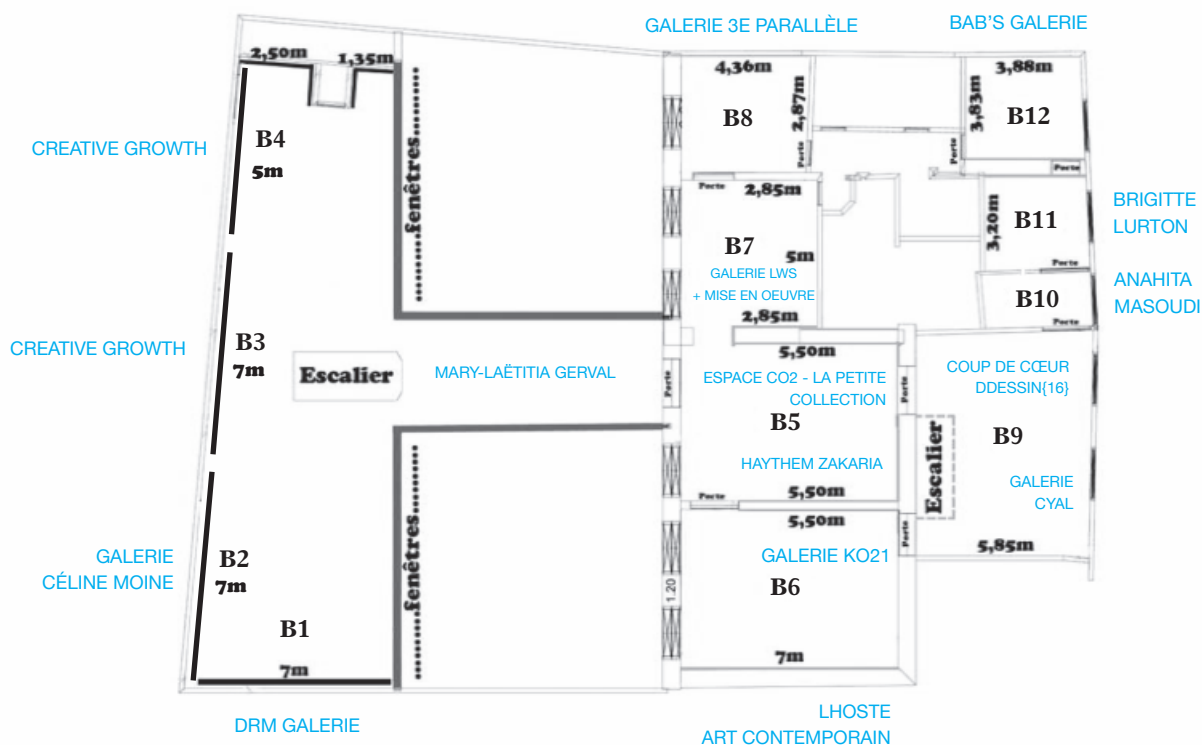 GALERIE 3E PARALLÈLE
BAB'S GALERIE
2,50m
1,35m
4,36m
3,88m
B8
2,87m
3,83m
B12
CREATIVE GROWTH
B4
5m
fenêtres
Porte
Porte
Porte
Porte
2,85m
BRIGITTE
LURTON
B11
3,20m
B7
5m
GALERIE LWS
+ MISE EN OEUVRE
2,85m
Porte
ANAHITA
MASOUDI
B10
Porte
CREATIVE GROWTH
B3
7m
Escalier
MARY-LAËTITIA GERVAL
Porte
5,50m
ESPACE CO2 - LA PETITE
COLLECTION
Porte
B5
HAYTHEM ZAKARIA
5,50m
COUP DE CŒUR
DDESSIN{16}
B9
Escalier
GALERIE
CYAL
5,85m
fenêtres
Porte
5,50m
Porte
GALERIE KO21
B6
1.20
7m
GALERIE
CÉLINE MOINE
B2
7m
B1
7m
DRM GALERIE
LHOSTE
ART CONTEMPORAIN